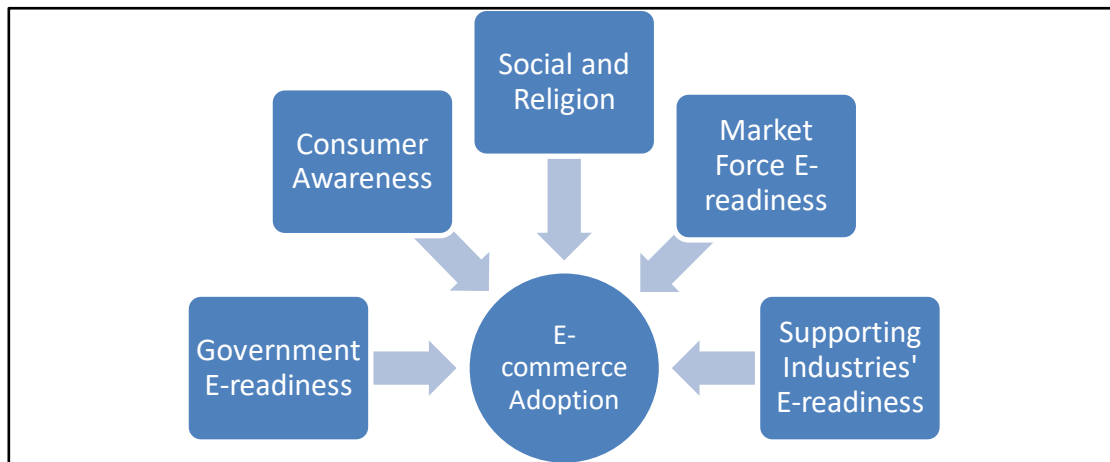 Social and
Religion
Consumer
Awareness
Market
Force E-
readiness
Government
E-readiness
E-
commerce
Adoption
Supporting
Industries'
E-readiness